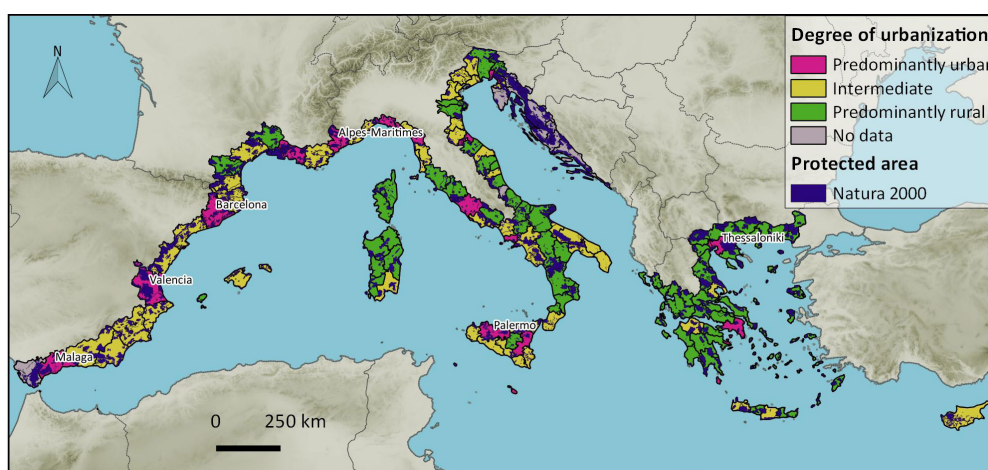 N
Degree of urbanization
Predominantly urban
Intermediate
Predominantly rural
No data
Protected area
Natura 2000
Alpes-Maritimes
Barcelona
Valencia
Malaga
Palermo
Thessaloniki
0 250 km